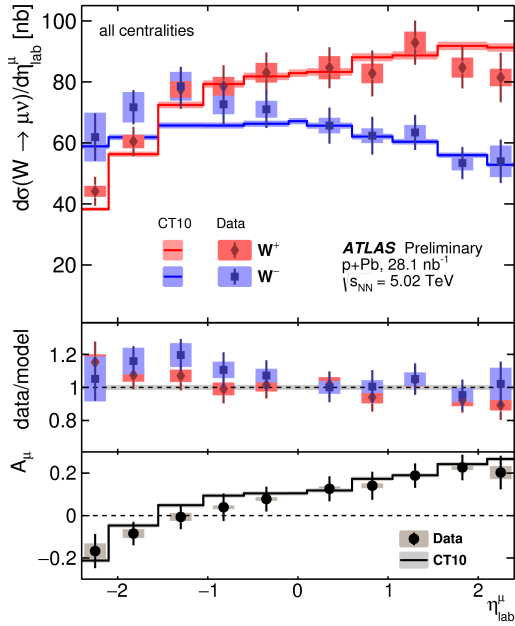 dσ(W → μν)/dη^μ_lab [nb]
all centralities
100
80
60
40
20
CT10 Data
W⁺
W⁻
ATLAS Preliminary
p+Pb, 28.1 nb⁻¹
√s_NN = 5.02 TeV
data/model
1.2
1
0.8
A_μ
0.2
0
−0.2
Data
CT10
−2 −1 0 1 2
η^μ_lab